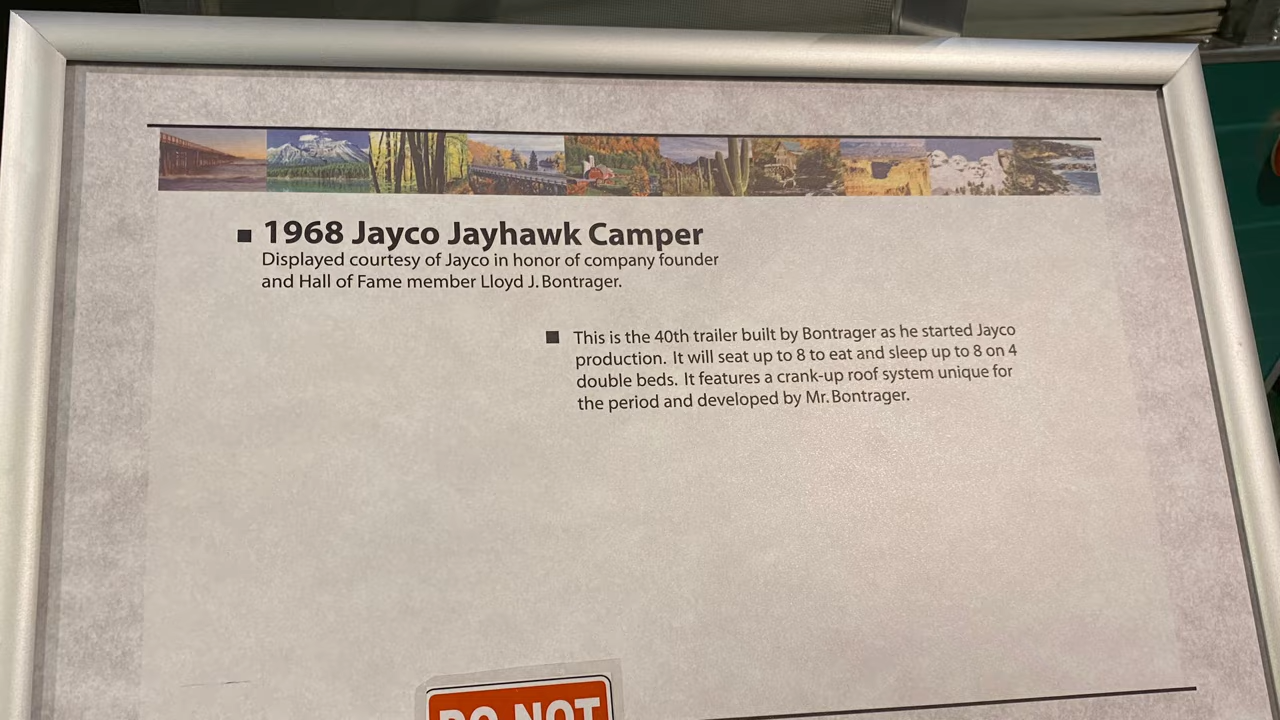 ■ 1968 Jayco Jayhawk Camper
Displayed courtesy of Jayco in honor of company founder
and Hall of Fame member Lloyd J. Bontrager.
■ This is the 40th trailer built by Bontrager as he started Jayco
production. It will seat up to 8 to eat and sleep up to 8 on 4
double beds. It features a crank-up roof system unique for
the period and developed by Mr. Bontrager.
DO NOT